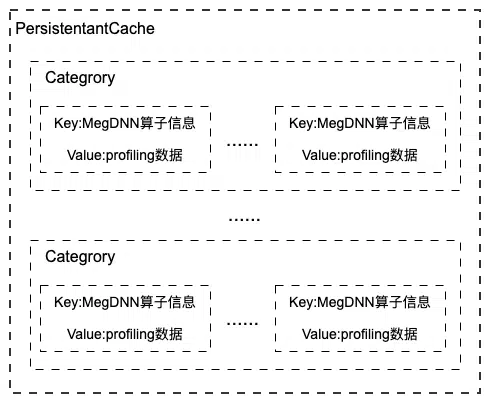 PersistentantCache
Categrory
Key:MegDNN算子信息
Value:profiling数据
......
Key:MegDNN算子信息
Value:profiling数据
......
Categrory
Key:MegDNN算子信息
Value:profiling数据
......
Key:MegDNN算子信息
Value:profiling数据